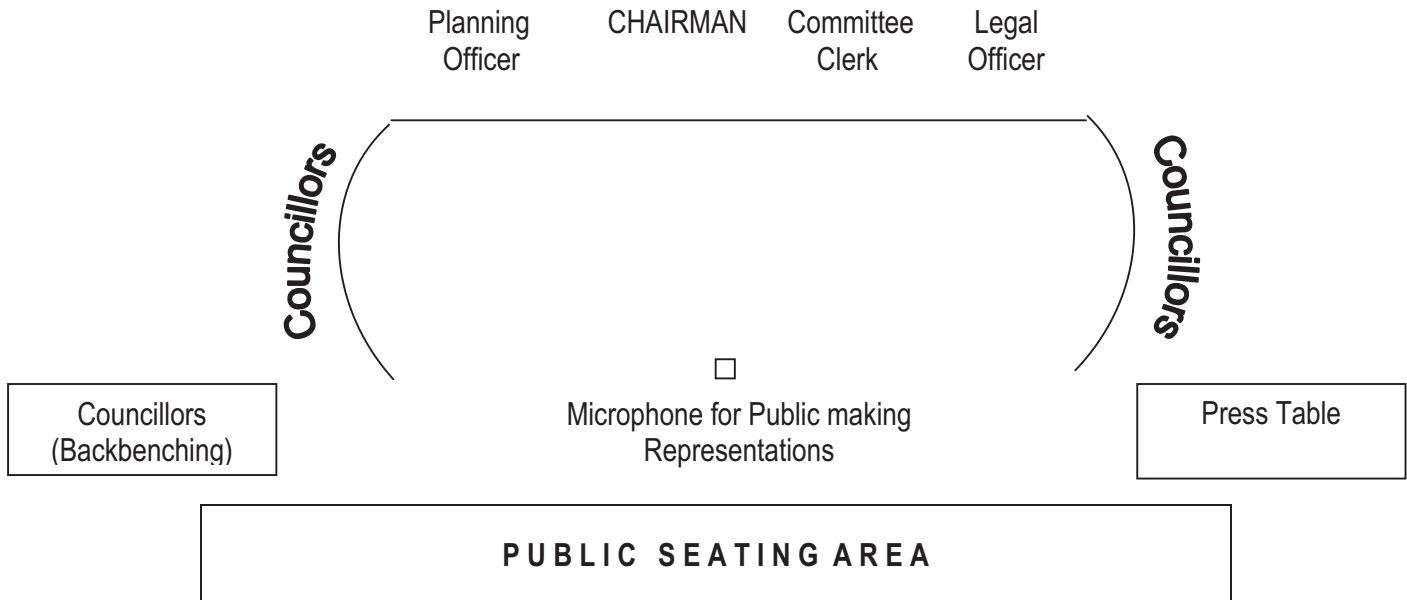 Planning
Officer
CHAIRMAN
Committee
Clerk
Legal
Officer
Councillors
Councillors
Councillors
(Backbenching)
Microphone for Public making
Representations
Press Table
PUBLIC SEATING AREA